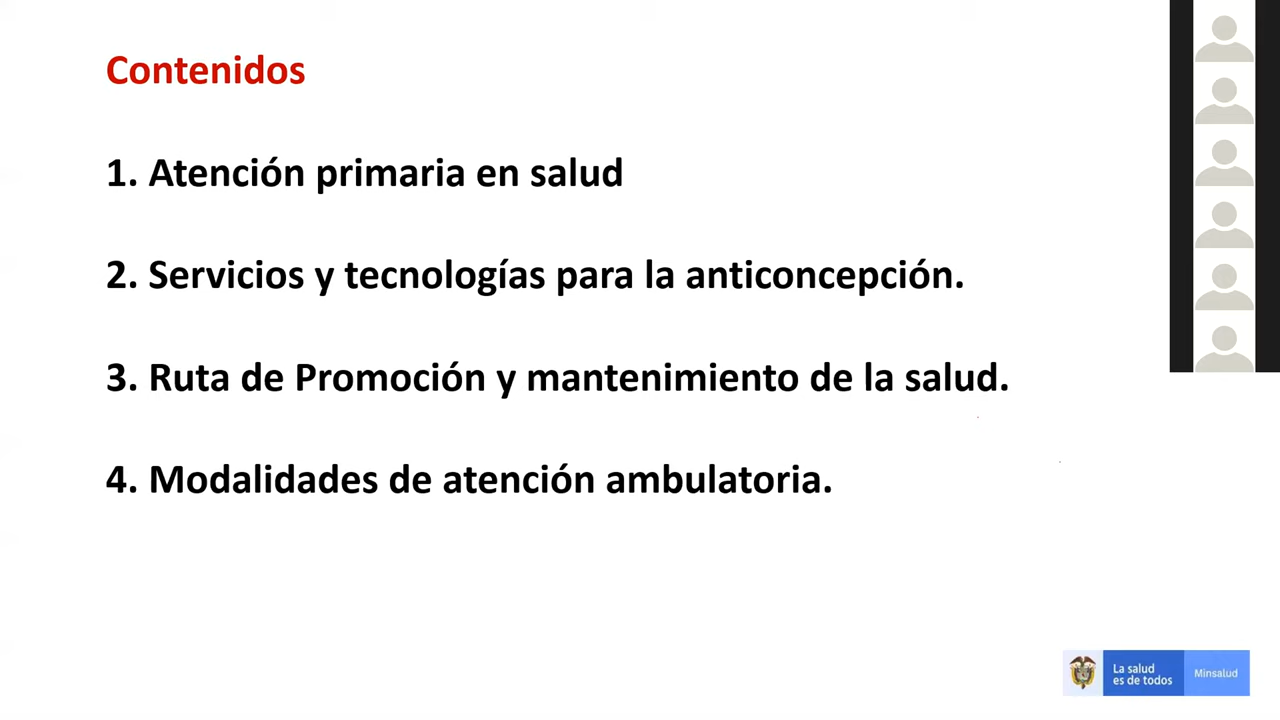 Contenidos
1. Atención primaria en salud
2. Servicios y tecnologías para la anticoncepción.
3. Ruta de Promoción y mantenimiento de la salud.
4. Modalidades de atención ambulatoria.
La salud
es de todos
Minsalud